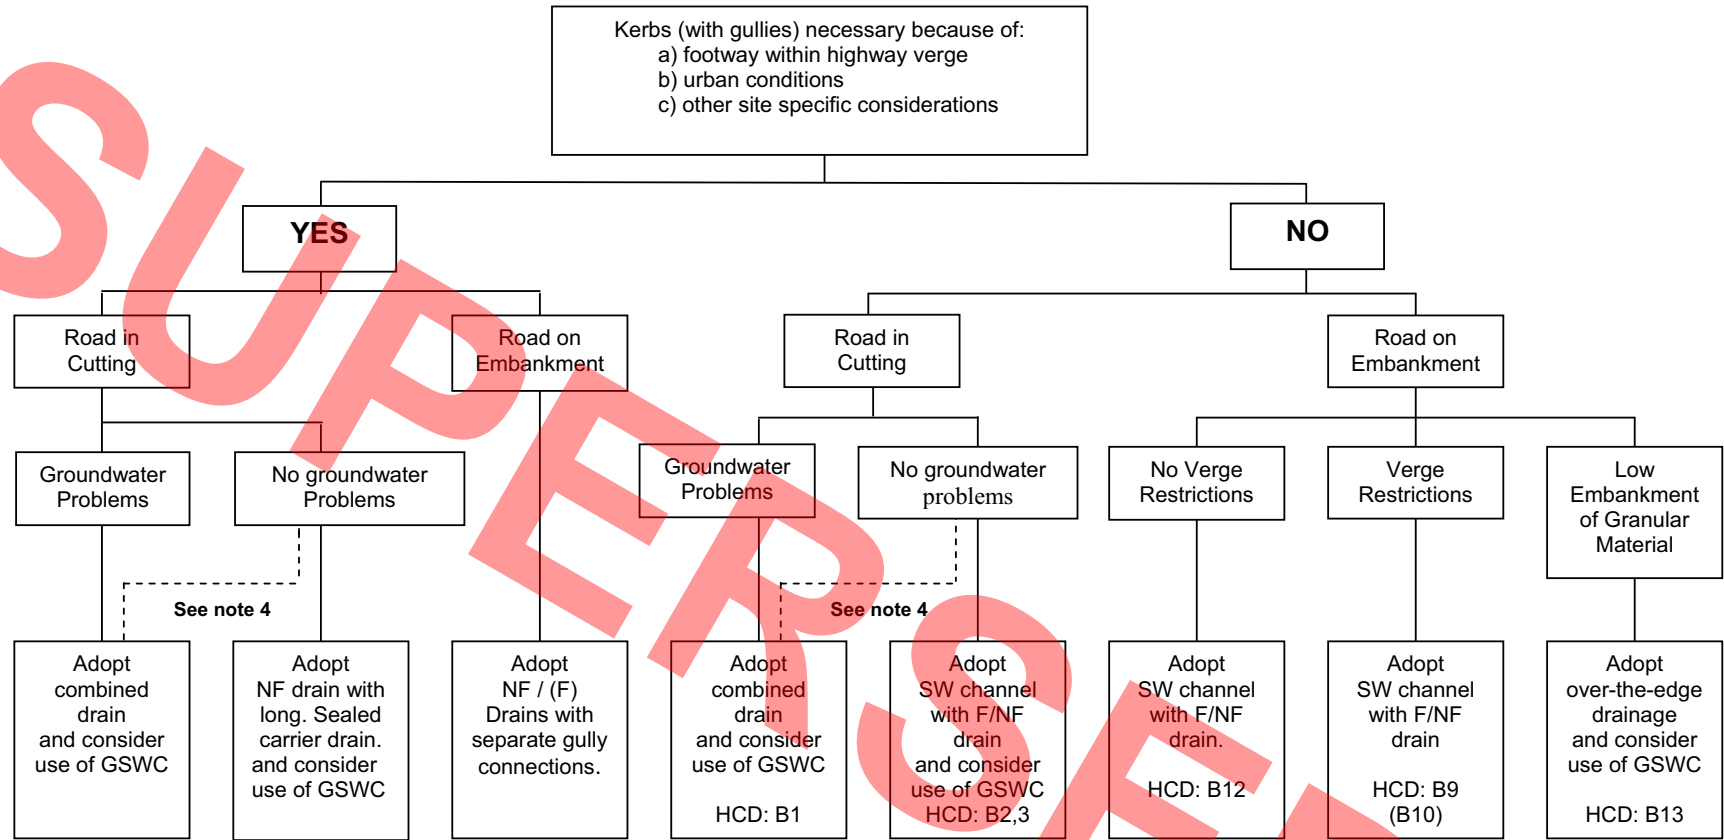 Kerbs (with gullies) necessary because of:
a) footway within highway verge
b) urban conditions
c) other site specific considerations
YES
NO
Road in
Cutting
Road on
Embankment
Road in
Cutting
Road on
Embankment
Groundwater
Problems
No groundwater
Problems
Groundwater
Problems
No groundwater
problems
No Verge
Restrictions
Verge
Restrictions
Low
Embankment
of Granular
Material
See note 4
See note 4
Adopt
combined
drain
and consider
use of GSWC
Adopt
NF drain with
long. Sealed
carrier drain.
and consider
use of GSWC
Adopt
NF / (F)
Drains with
separate gully
connections.
Adopt
combined
drain
and consider
use of GSWC
HCD: B1
Adopt
SW channel
with F/NF
drain
and consider
use of GSWC
HCD: B2,3
Adopt
SW channel
with F/NF
drain.
HCD: B12
Adopt
SW channel
with F/NF
drain
HCD: B9
(B10)
Adopt
over-the-edge
drainage
and consider
use of GSWC
HCD: B13
SUPERSE